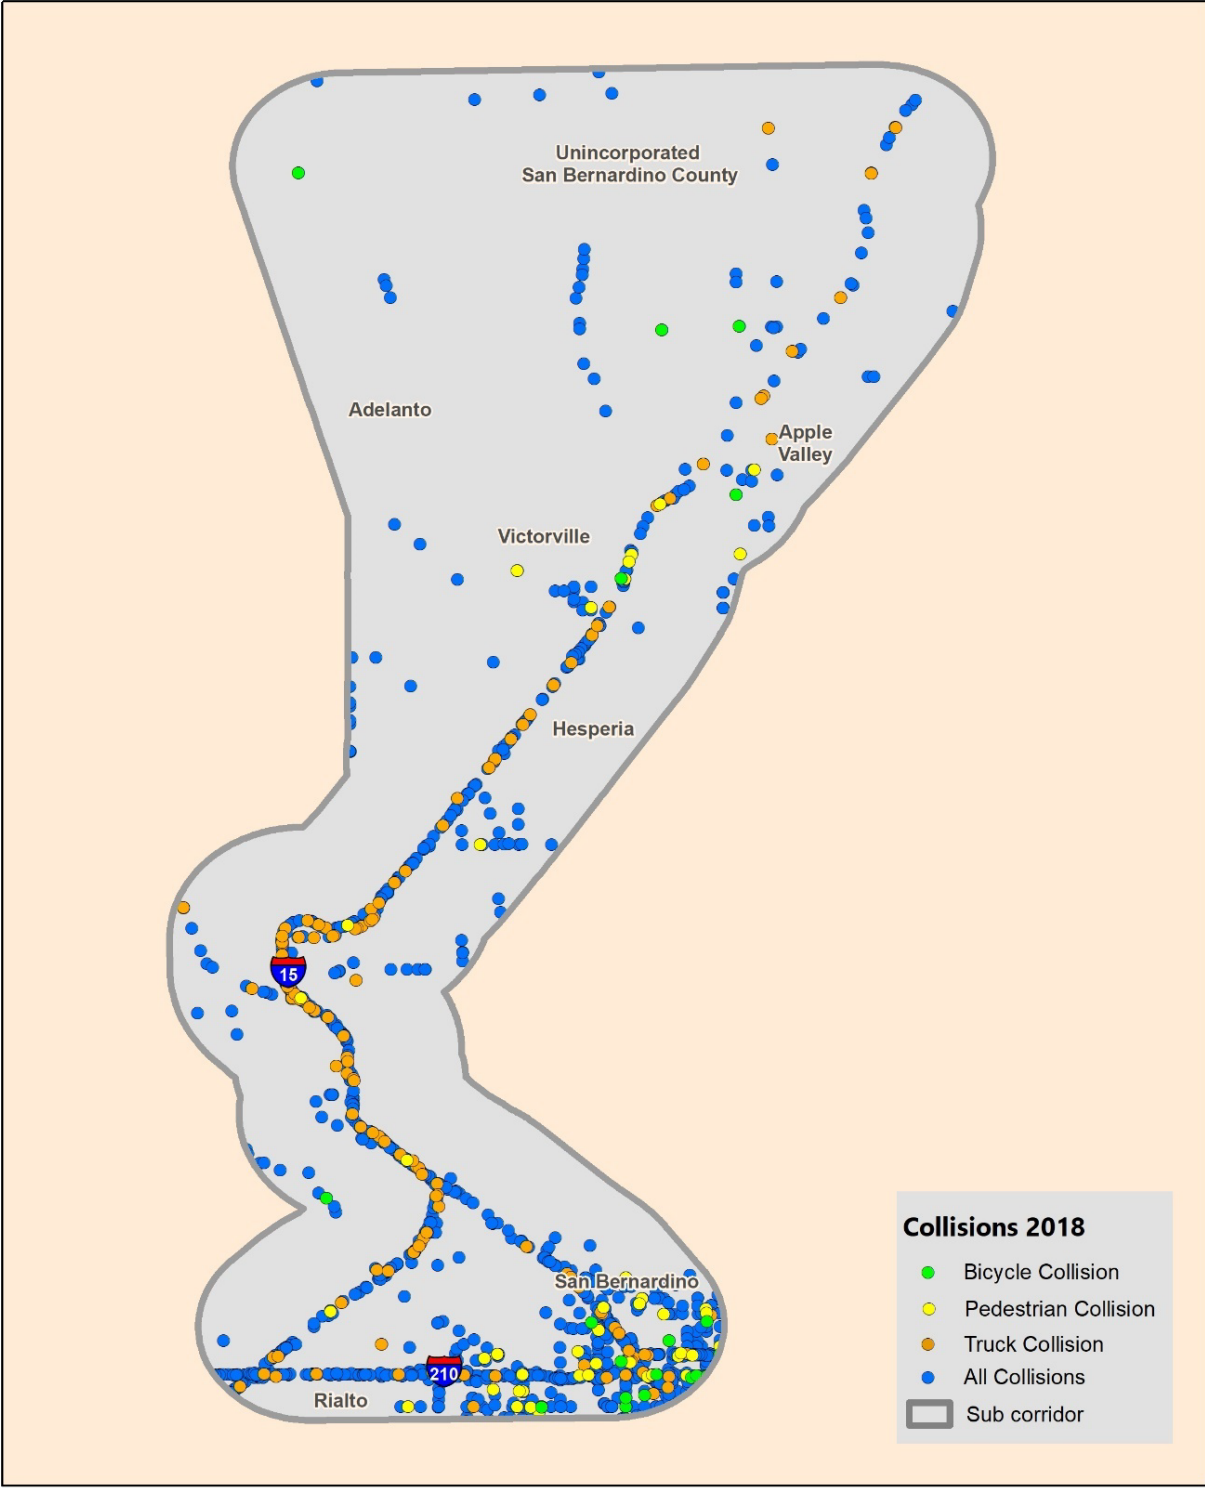 Unincorporated
San Bernardino County
Adelanto
Apple
Valley
Victorville
Hesperia
15
San Bernardino
210
Rialto
Collisions 2018
Bicycle Collision
Pedestrian Collision
Truck Collision
All Collisions
Sub corridor